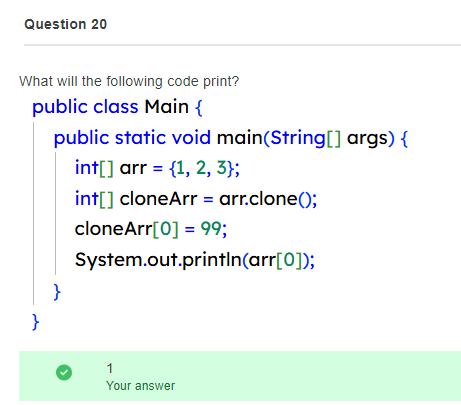 Question 20
What will the following code print?
public class Main {
public static void main(String[] args) {
int[] arr = {1, 2, 3};
int[] cloneArr = arr.clone();
cloneArr[0] = 99;
System.out.println(arr[0]);
}
}
1
Your answer